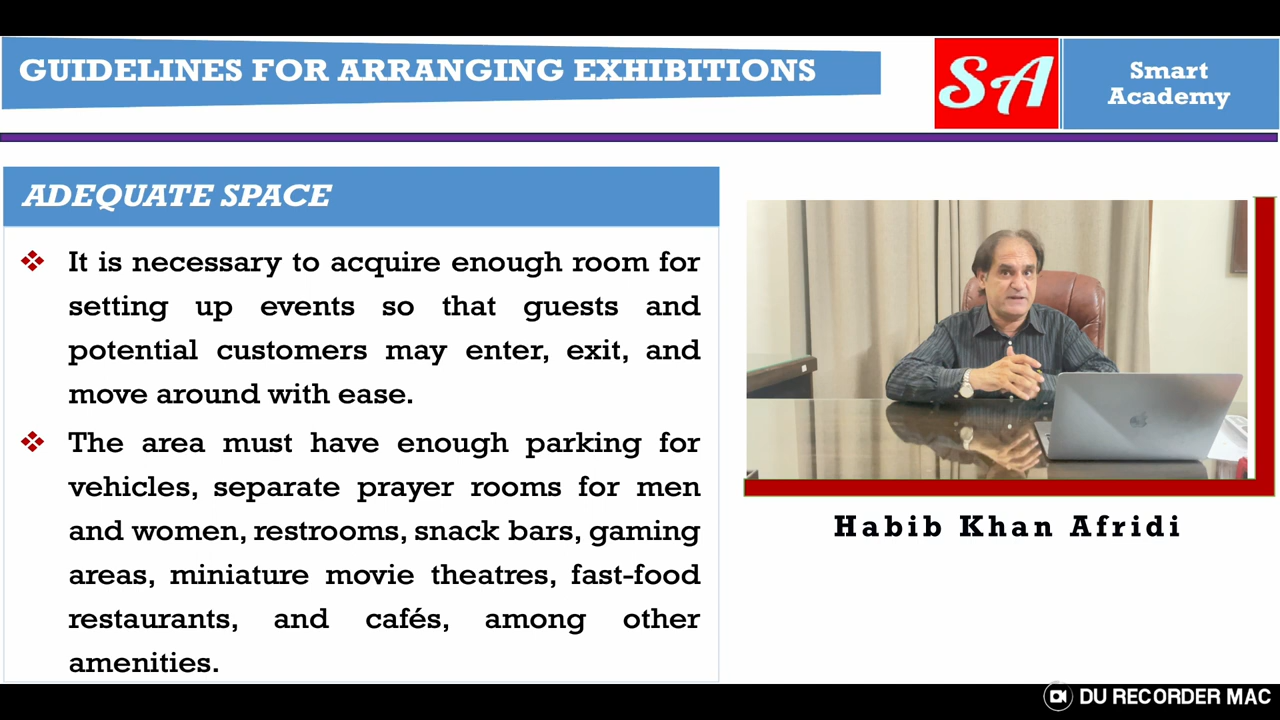 GUIDELINES FOR ARRANGING EXHIBITIONS
SA
Smart
Academy
ADEQUATE SPACE
It is necessary to acquire enough room for
setting up events so that guests and
potential customers may enter, exit, and
move around with ease.
The area must have enough parking for
vehicles, separate prayer rooms for men
and women, restrooms, snack bars, gaming
areas, miniature movie theatres, fast-food
restaurants, and cafés, among other
amenities.
Habib Khan Afridi
DU RECORDER MAC